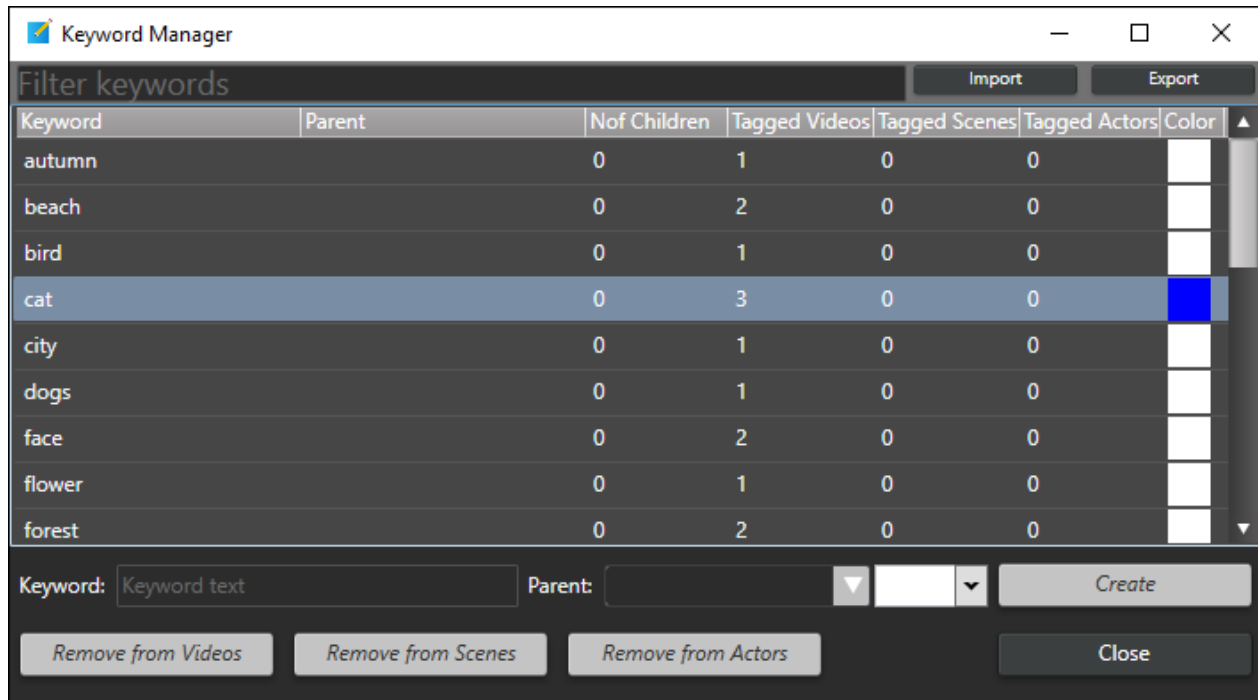 Keyword Manager
Filter keywords Import Export
Keyword Parent Nof Children Tagged Videos Tagged Scenes Tagged Actors Color
autumn 0 1 0 0
beach 0 2 0 0
bird 0 1 0 0
cat 0 3 0 0
city 0 1 0 0
dogs 0 1 0 0
face 0 2 0 0
flower 0 1 0 0
forest 0 2 0 0
Keyword: Keyword text Parent: Create
Remove from Videos Remove from Scenes Remove from Actors Close